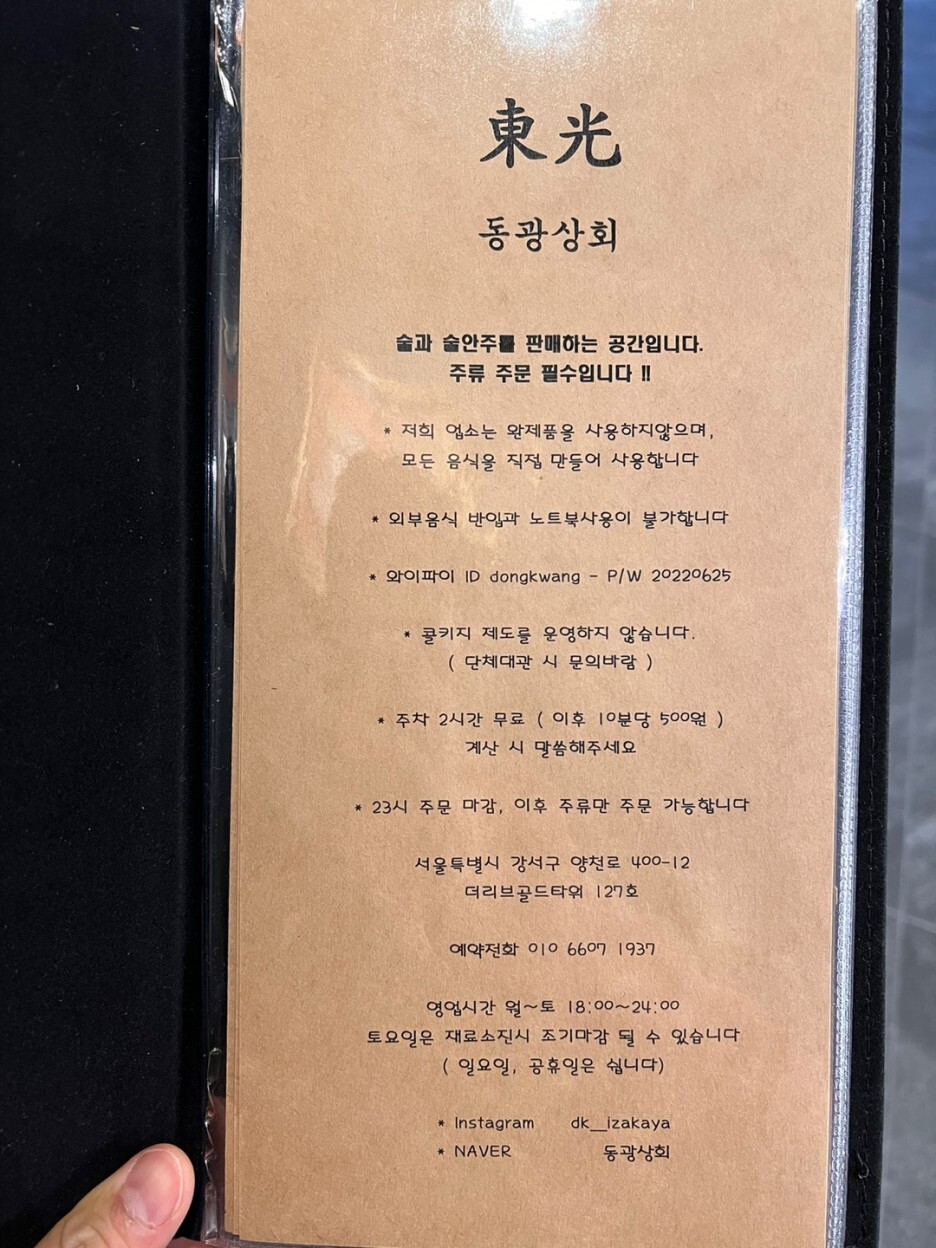 東光
동광상회
술과 술안주를 판매하는 공간입니다.
주류 주문 필수입니다 !!
* 저희 업소는 완제품을 사용하지않으며,
모든 음식을 직접 만들어 사용합니다
* 외부음식 반입과 노트북사용이 불가합니다
* 와이파이 ID dongkwang - P/W 20220625
* 콜키지 제도를 운영하지 않습니다.
( 단체대관 시 문의바람 )
* 주차 2시간 무료 ( 이후 10분당 500원 )
계산 시 말씀해주세요
* 23시 주문 마감, 이후 주류만 주문 가능합니다
서울특별시 강서구 양천로 400-12
더리브골드타워 127호
예약전화 010 6607 1937
영업시간 월~토 18:00~24:00
토요일은 재료소진시 조기마감 될 수 있습니다
( 일요일, 공휴일은 쉽니다)
* Instagram dk__izakaya
* NAVER 동광상회